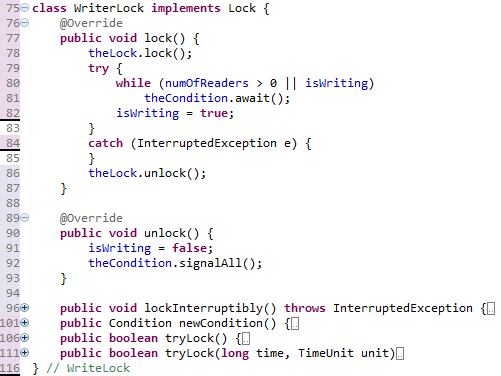 75 class WriterLock implements Lock {
76 @Override
77 public void lock() {
78 theLock.lock();
79 try {
80 while (numOfReaders > 0 || isWriting)
81 theCondition.await();
82 isWriting = true;
83 }
84 catch (InterruptedException e) {
85 }
86 theLock.unlock();
87 }
88
89 @Override
90 public void unlock() {
91 isWriting = false;
92 theCondition.signalAll();
93 }
94
96 public void lockInterruptibly() throws InterruptedException {
101 public Condition newCondition() {
106 public boolean tryLock() {
111 public boolean tryLock(long time, TimeUnit unit)
116 } // WriteLock